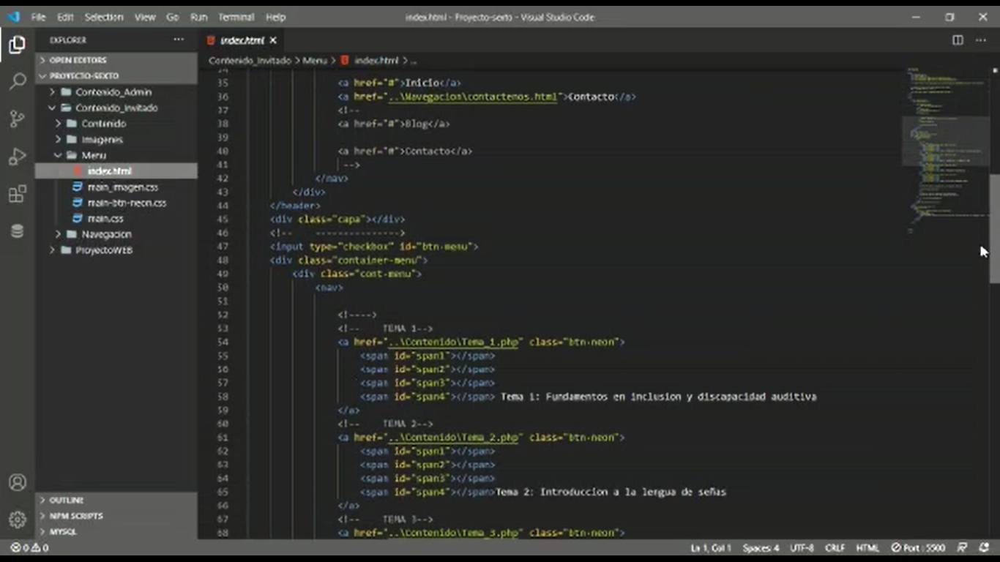 File Edit Selection View Go Run Terminal Help
index.html - Proyecto-sexto - Visual Studio Code
EXPLORER
OPEN EDITORS
PROYECTO-SEXTO
Contenido_Admin
Contenido_Invitado
Contenido
Imagenes
Menu
index.html
main_imagen.css
main-btn-neon.css
main.css
Navegacion
ProyectoWEB
OUTLINE
NPM SCRIPTS
MYSQL
index.html
Contenido_Invitado > Menu > index.html > ...
34
35 <a href="#">Inicio</a>
36 <a href="..\Navegacion\contactenos.html">Contacto</a>
37 <!--
38 <a href="#">Blog</a>
39
40 <a href="#">Contacto</a>
41 -->
42 </nav>
43 </div>
44 </header>
45 <div class="capa"></div>
46 <!-- --------------->
47 <input type="checkbox" id="btn-menu">
48 <div class="container-menu">
49 <div class="cont-menu">
50 <nav>
51
52 <!---->
53 <!-- TEMA 1-->
54 <a href="..\Contenido\Tema_1.php" class="btn-neon">
55 <span id="span1"></span>
56 <span id="span2"></span>
57 <span id="span3"></span>
58 <span id="span4"></span> Tema 1: Fundamentos en inclusion y discapacidad auditiva
59 </a>
60 <!-- TEMA 2-->
61 <a href="..\Contenido\Tema_2.php" class="btn-neon">
62 <span id="span1"></span>
63 <span id="span2"></span>
64 <span id="span3"></span>
65 <span id="span4"></span>Tema 2: Introduccion a la lengua de señas
66 </a>
67 <!-- TEMA 3-->
68 <a href="..\Contenido\Tema_3.php" class="btn-neon">
0 0 Ln 1, Col 1 Spaces: 4 UTF-8 CRLF HTML Port : 5500